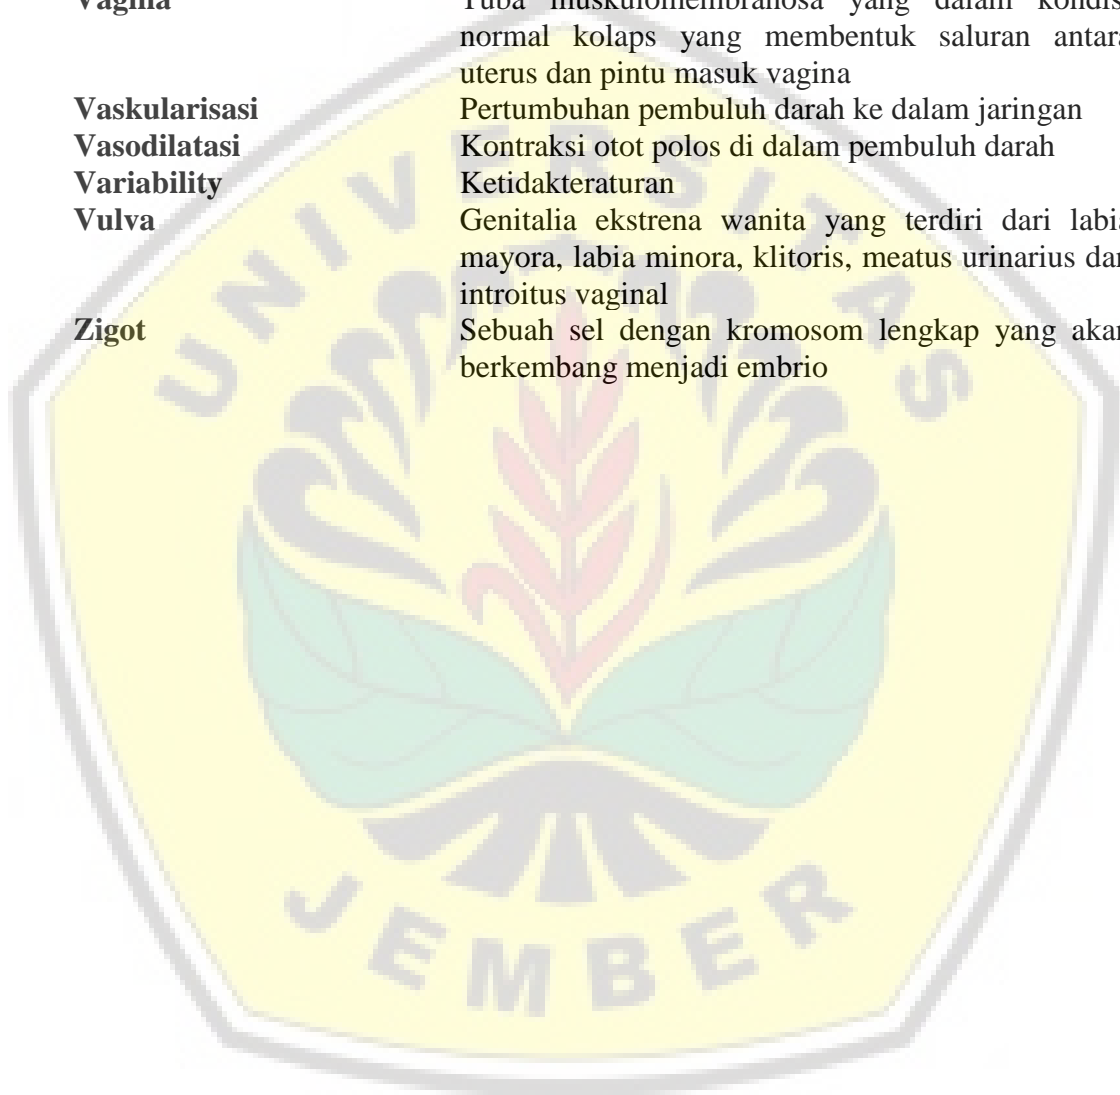 Vagina Tuba muskulomembranosa yang dalam kondisi
normal kolaps yang membentuk saluran antara
uterus dan pintu masuk vagina
Vaskularisasi Pertumbuhan pembuluh darah ke dalam jaringan
Vasodilatasi Kontraksi otot polos di dalam pembuluh darah
Variability Ketidakteraturan
Vulva Genitalia ekstrena wanita yang terdiri dari labia
mayora, labia minora, klitoris, meatus urinarius dan
introitus vaginal
Zigot Sebuah sel dengan kromosom lengkap yang akan
berkembang menjadi embrio
UNIVERSITAS
JEMBER